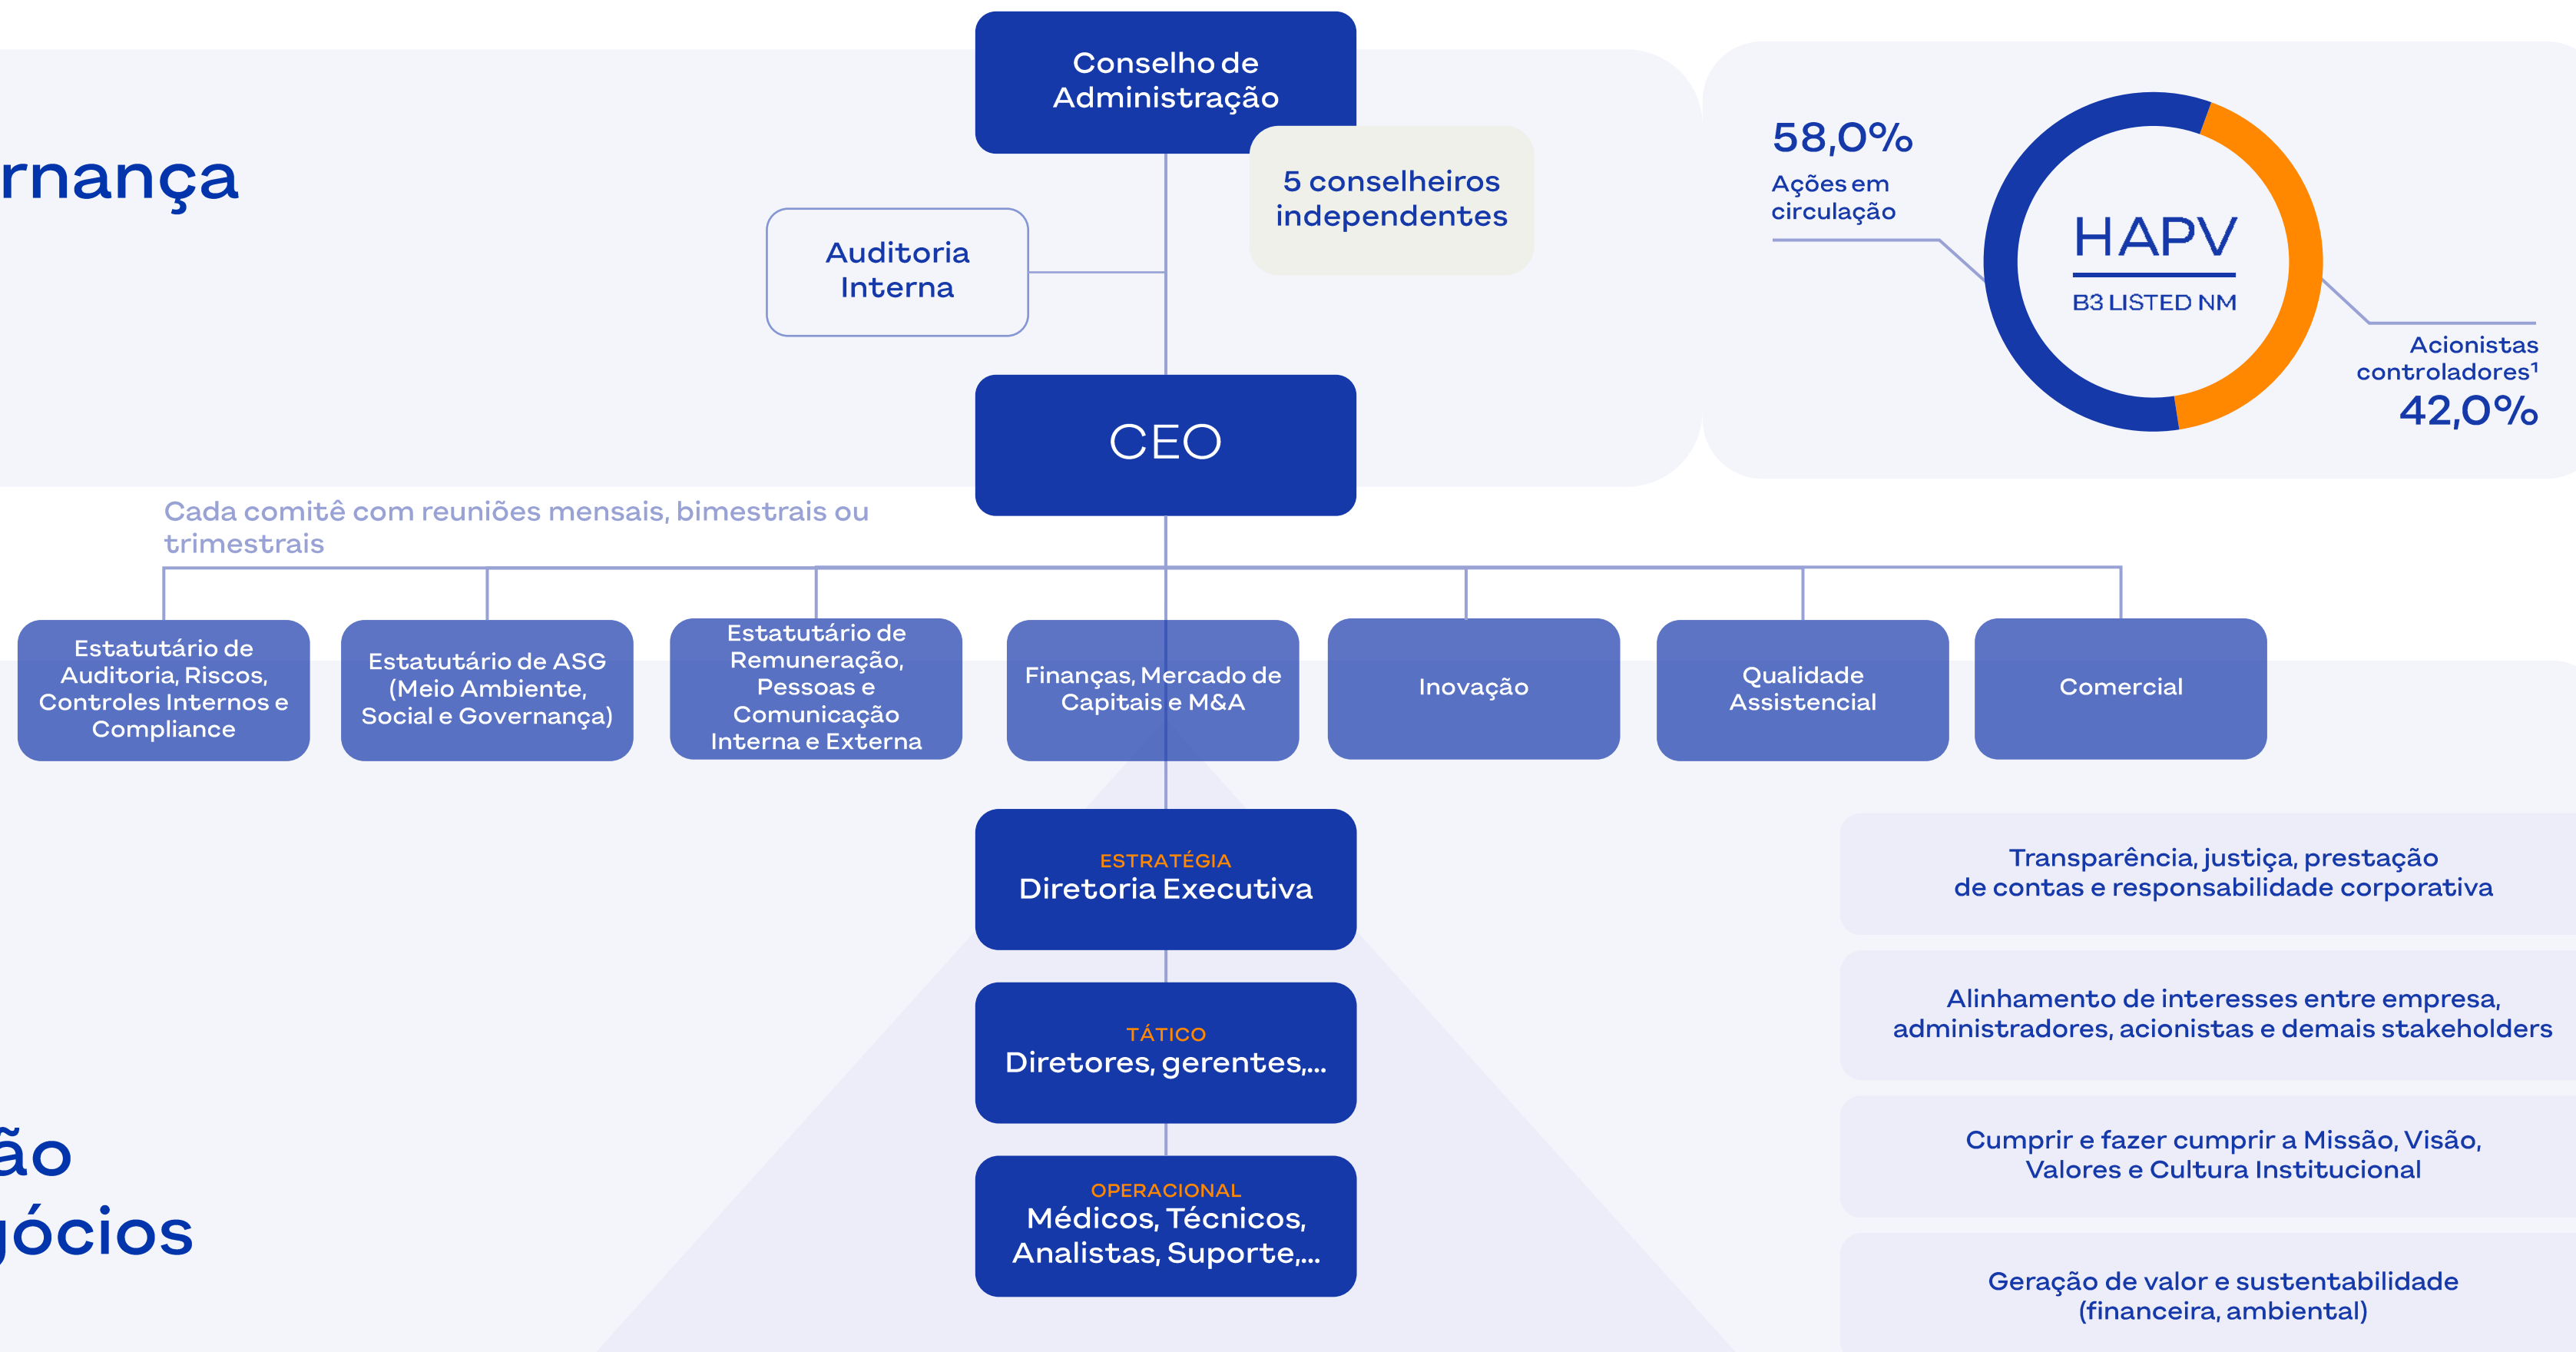 Conselho de
Administração
rnança
5 conselheiros
independentes
Auditoria
Interna
CEO
58,0%
Ações em
circulação
HAPV
B3 LISTED NM
Acionistas
controladores¹
42,0%
Cada comitê com reuniões mensais, bimestrais ou
trimestrais
Estatutário de
Auditoria, Riscos,
Controles Internos e
Compliance
Estatutário de ASG
(Meio Ambiente,
Social e Governança)
Estatutário de
Remuneração,
Pessoas e
Comunicação
Interna e Externa
Finanças, Mercado de
Capitais e M&A
Inovação
Qualidade
Assistencial
Comercial
ESTRATÉGIA
Diretoria Executiva
TÁTICO
Diretores, gerentes,...
OPERACIONAL
Médicos, Técnicos,
Analistas, Suporte,...
ão
gócios
Transparência, justiça, prestação
de contas e responsabilidade corporativa
Alinhamento de interesses entre empresa,
administradores, acionistas e demais stakeholders
Cumprir e fazer cumprir a Missão, Visão,
Valores e Cultura Institucional
Geração de valor e sustentabilidade
(financeira, ambiental)